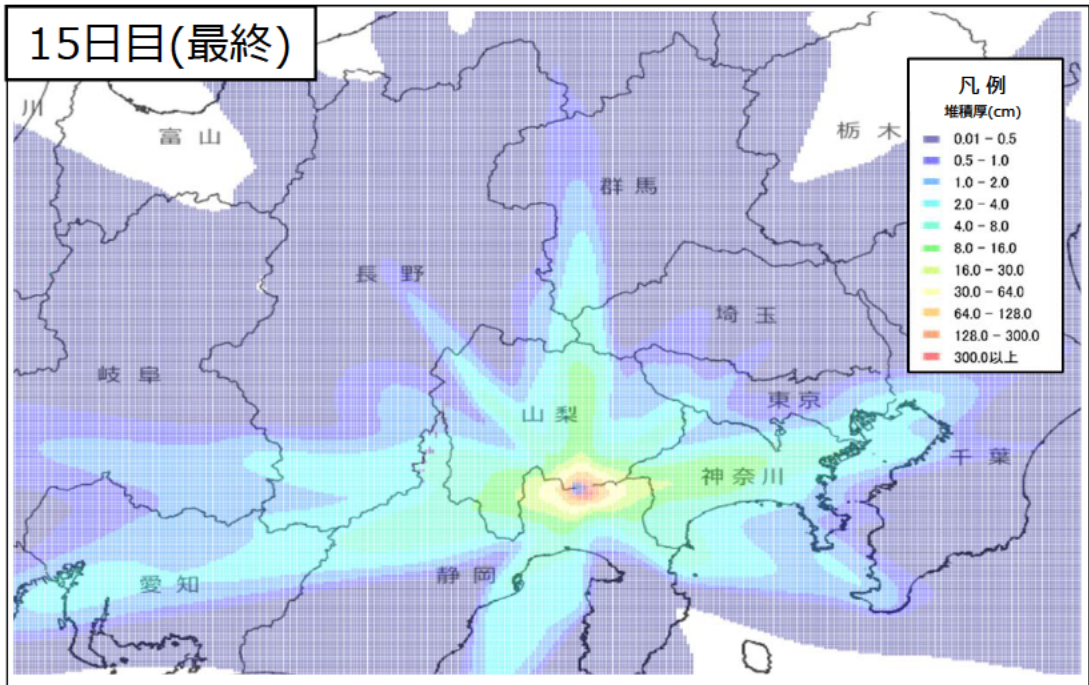 15日目(最終)
凡 例
堆積厚(cm)
0.01 - 0.5
0.5 - 1.0
1.0 - 2.0
2.0 - 4.0
4.0 - 8.0
8.0 - 16.0
16.0 - 30.0
30.0 - 64.0
64.0 - 128.0
128.0 - 300.0
300.0以上
川
富 山
栃 木
群 馬
長 野
埼 玉
岐 阜
東 京
山 梨
千 葉
神 奈 川
静 岡
愛 知